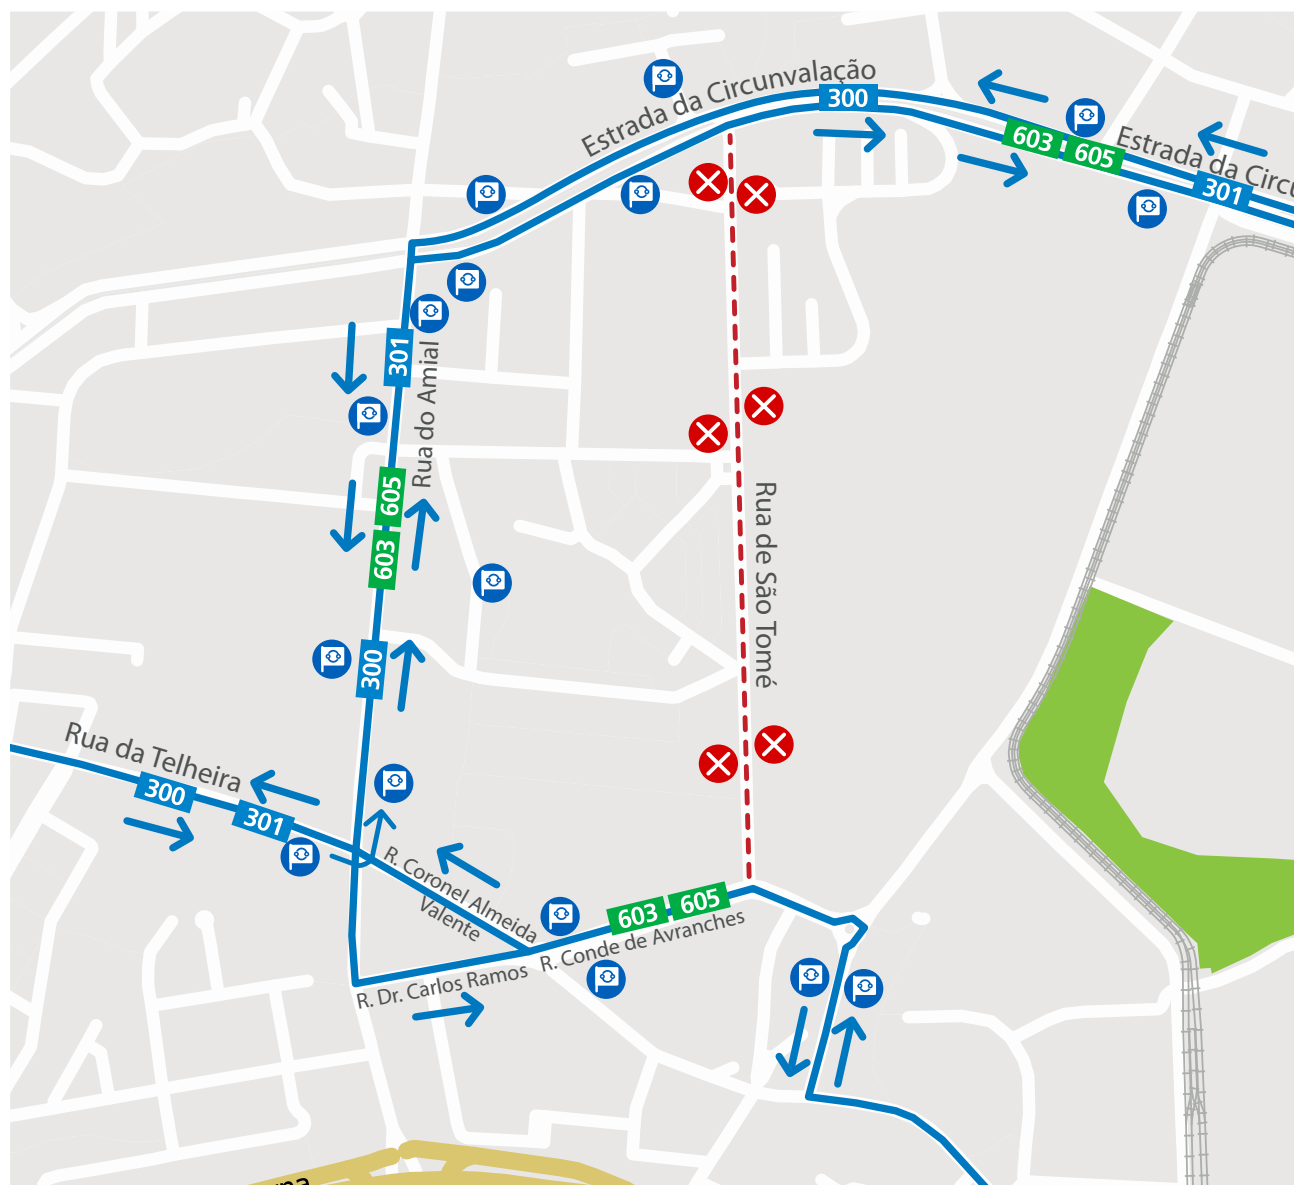 Estrada da Circunvalação
300
603
605
Estrada da Circu
301
301
Rua do Amial
605
603
300
Rua de São Tomé
Rua da Telheira
300
301
R. Coronel Almeida
Valente
603
605
R. Conde de Avranches
R. Dr. Carlos Ramos